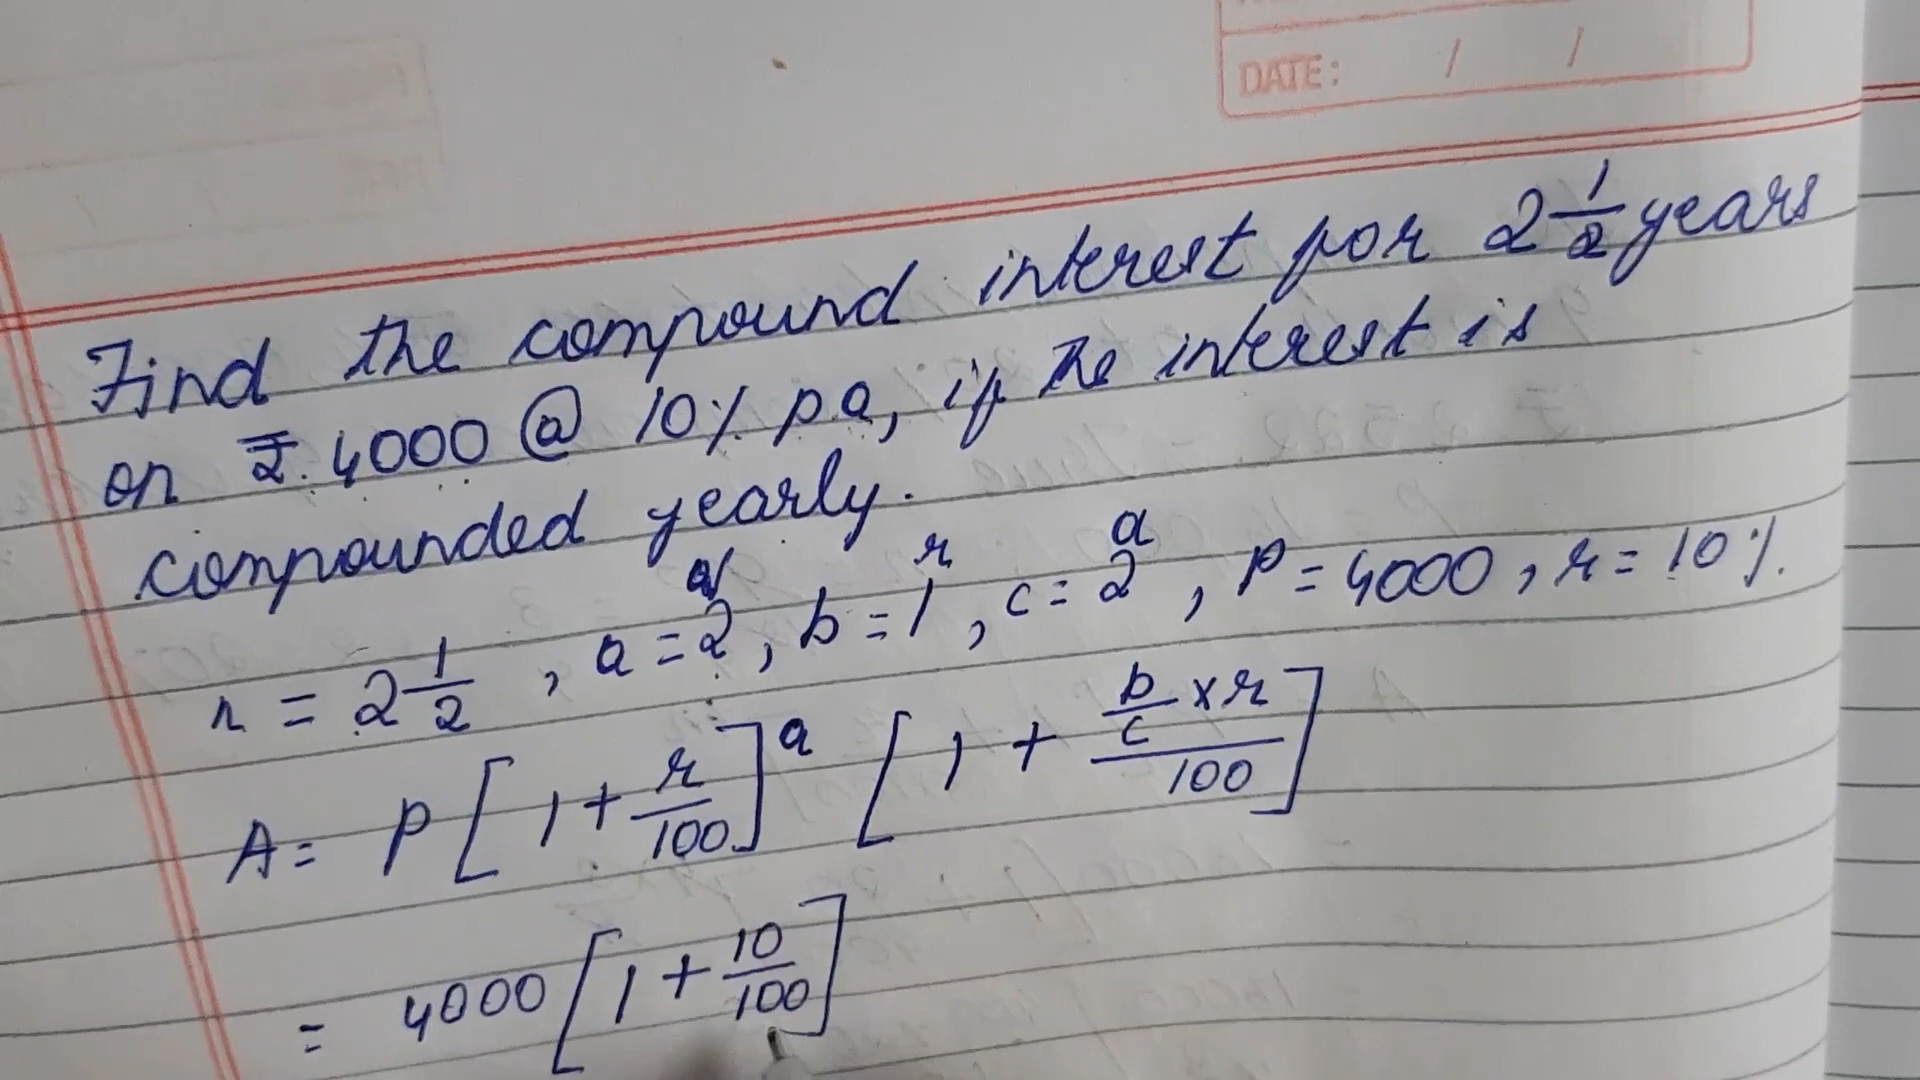 DATE: / /
Find the compound interest for 2 1/2 years
on ₹. 4000 @ 10% pa, if the interest is
compounded yearly.
n = 2 1/2, a = 2, b = 1, c = 2, P = 4000, r = 10%
A = P [1 + r/100]^a [1 + (b/c × r)/100]
= 4000 [1 + 10/100]